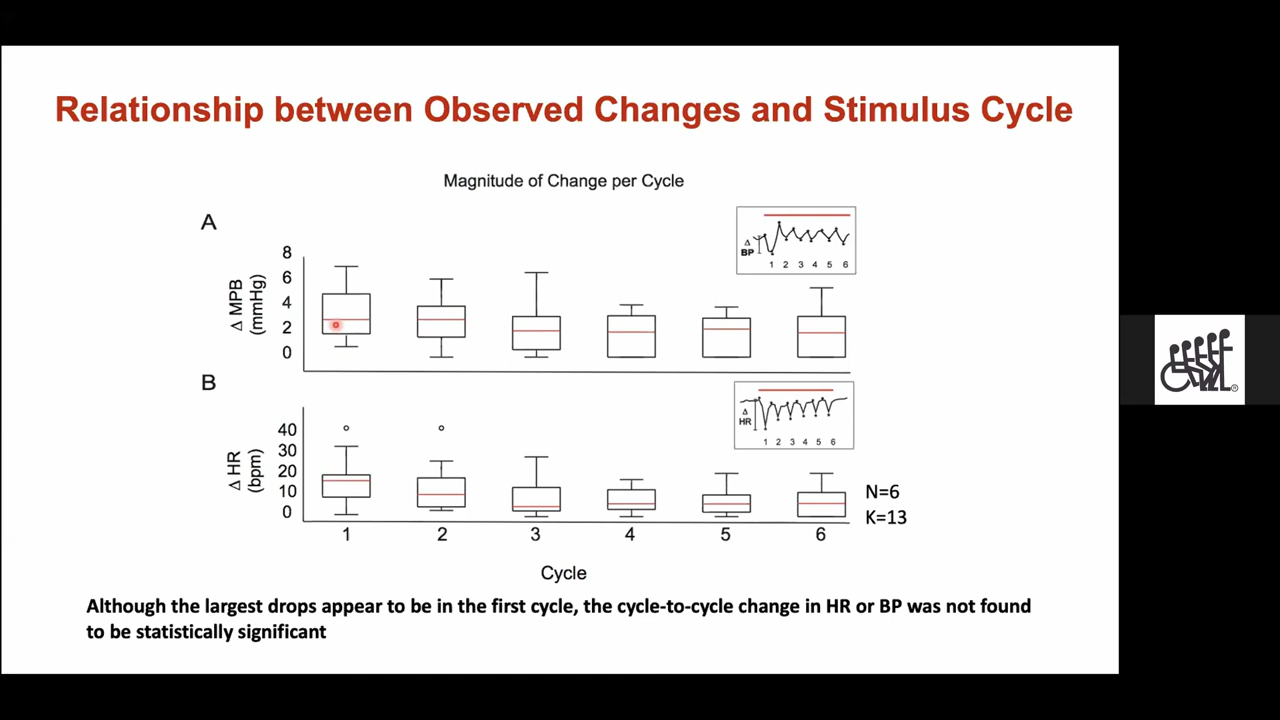 Relationship between Observed Changes and Stimulus Cycle
Magnitude of Change per Cycle
A
Δ MPB
(mmHg)
8
6
4
2
0
Δ
BP
1 2 3 4 5 6
B
Δ HR
(bpm)
40
30
20
10
0
Δ
HR
1 2 3 4 5 6
N=6
K=13
1 2 3 4 5 6
Cycle
Although the largest drops appear to be in the first cycle, the cycle-to-cycle change in HR or BP was not found
to be statistically significant
®